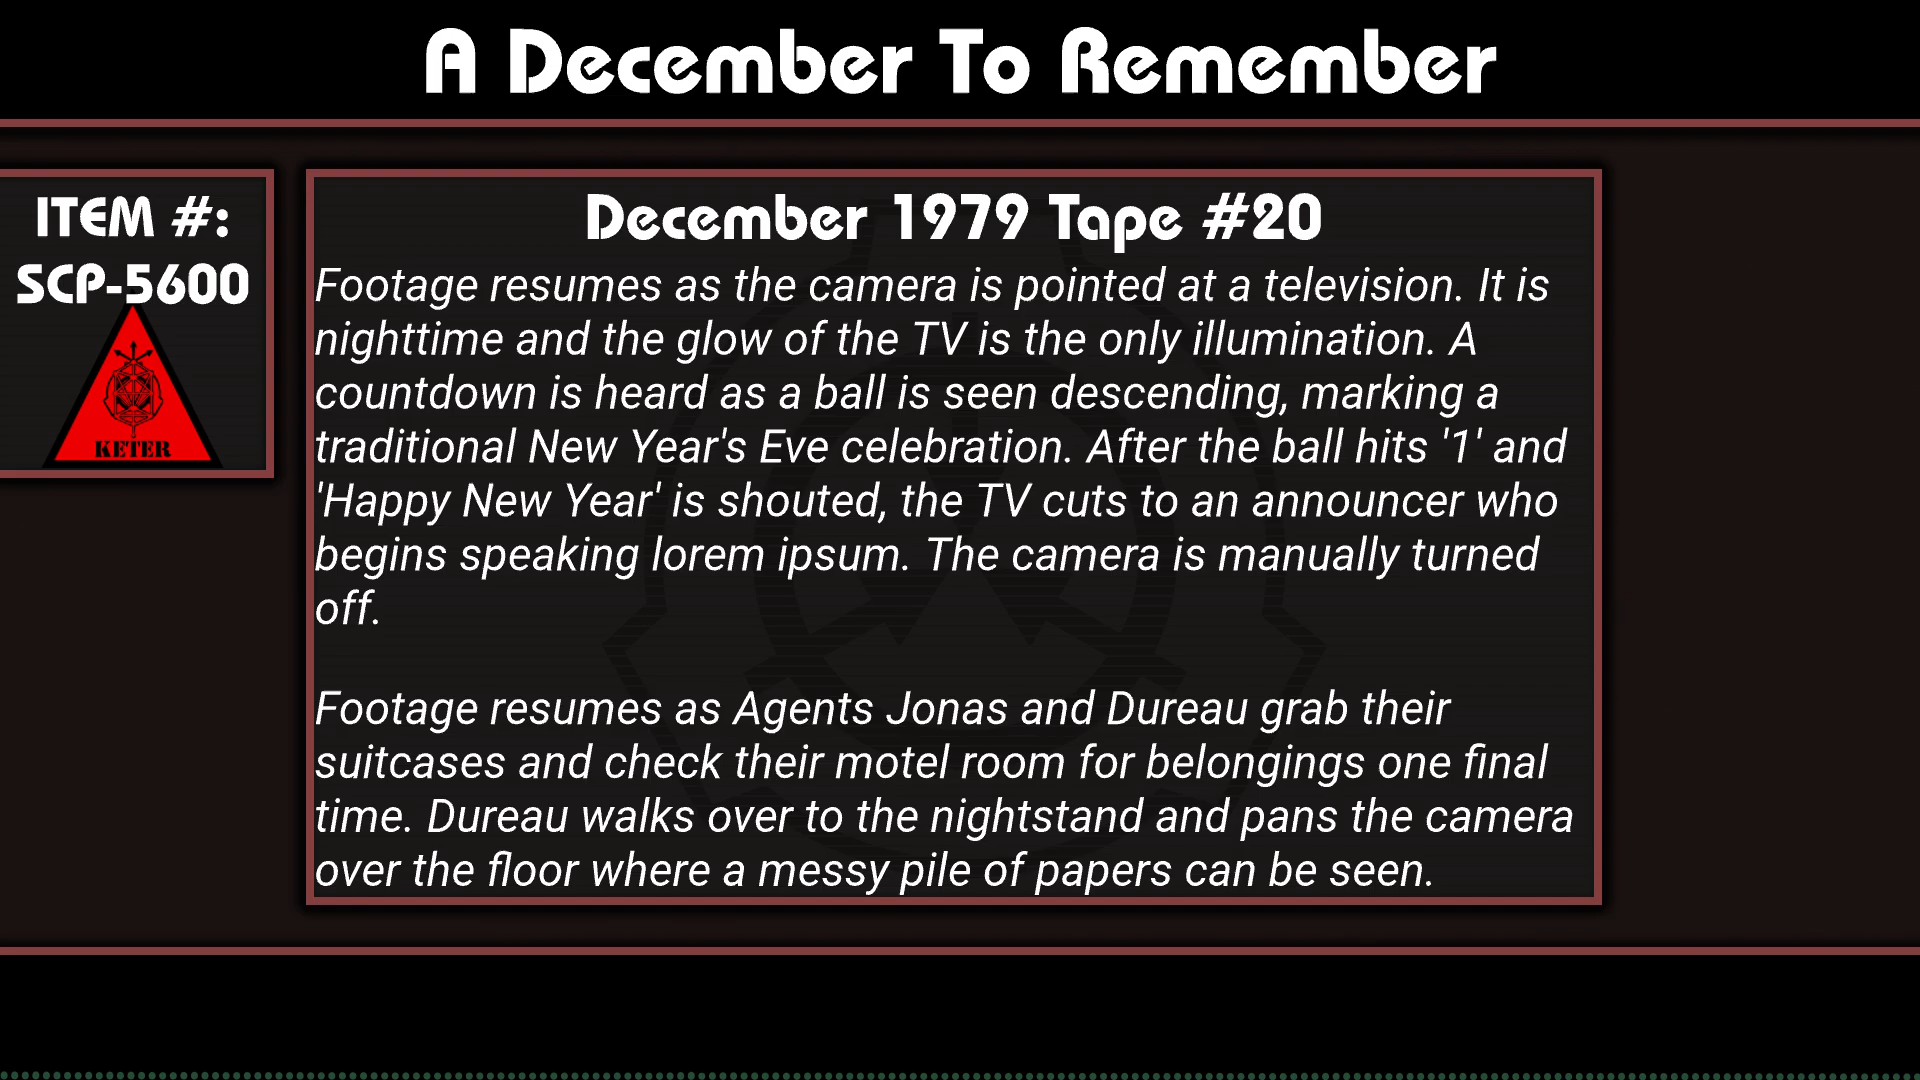 A December To Remember
ITEM #:
SCP-5600
KETER
December 1979 Tape #20
Footage resumes as the camera is pointed at a television. It is
nighttime and the glow of the TV is the only illumination. A
countdown is heard as a ball is seen descending, marking a
traditional New Year's Eve celebration. After the ball hits '1' and
'Happy New Year' is shouted, the TV cuts to an announcer who
begins speaking lorem ipsum. The camera is manually turned
off.
Footage resumes as Agents Jonas and Dureau grab their
suitcases and check their motel room for belongings one final
time. Dureau walks over to the nightstand and pans the camera
over the floor where a messy pile of papers can be seen.